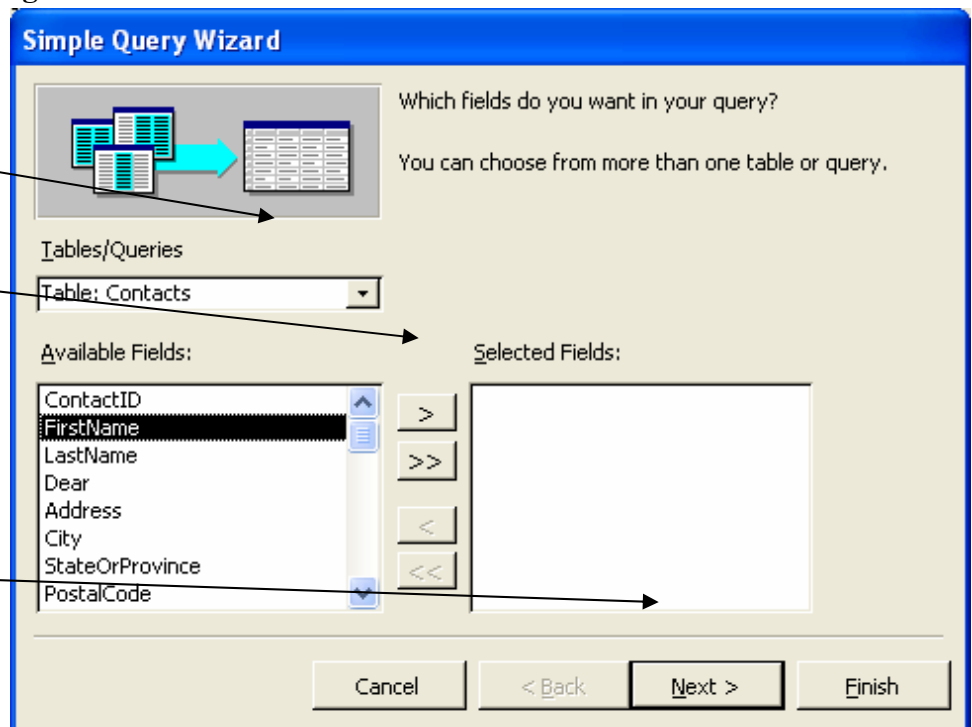 Simple Query Wizard
Which fields do you want in your query?
You can choose from more than one table or query.
Tables/Queries
Table: Contacts
Available Fields:
Selected Fields:
ContactID
FirstName
LastName
Dear
Address
City
StateOrProvince
PostalCode
>
>>
<
<<
Cancel
< Back
Next >
Finish